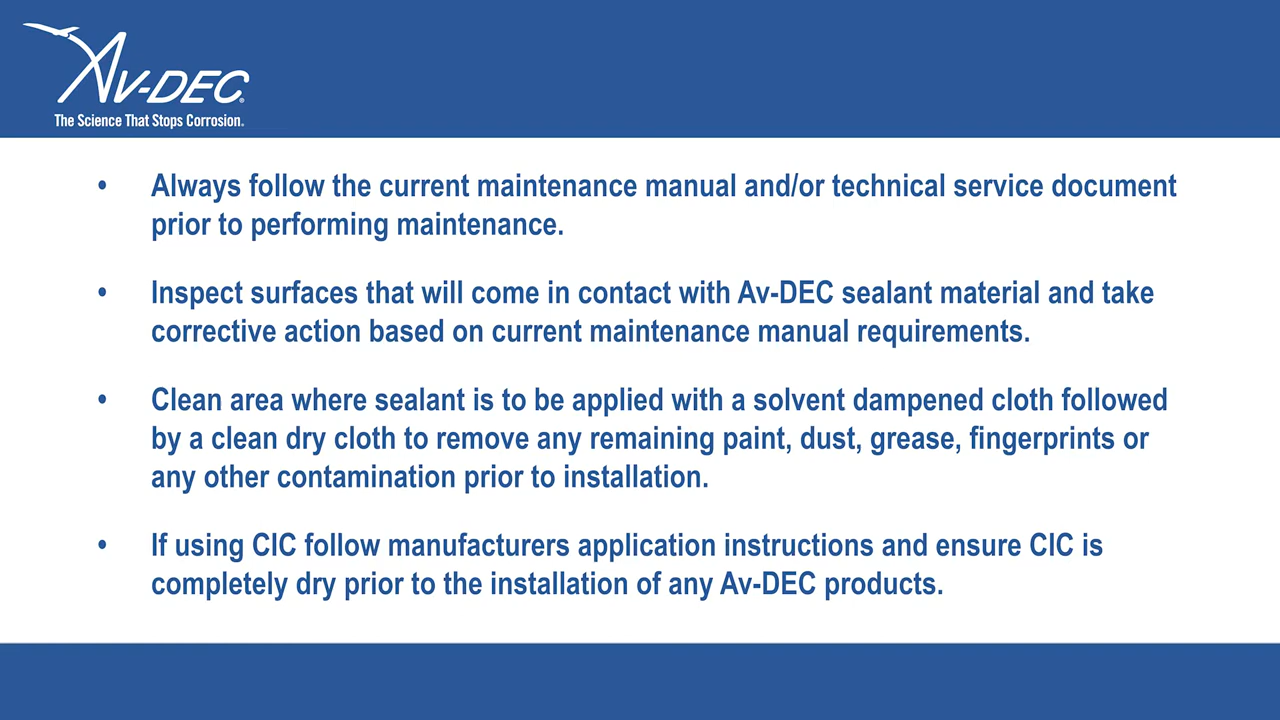 Av-DEC®
The Science That Stops Corrosion.
• Always follow the current maintenance manual and/or technical service document
prior to performing maintenance.
• Inspect surfaces that will come in contact with Av-DEC sealant material and take
corrective action based on current maintenance manual requirements.
• Clean area where sealant is to be applied with a solvent dampened cloth followed
by a clean dry cloth to remove any remaining paint, dust, grease, fingerprints or
any other contamination prior to installation.
• If using CIC follow manufacturers application instructions and ensure CIC is
completely dry prior to the installation of any Av-DEC products.